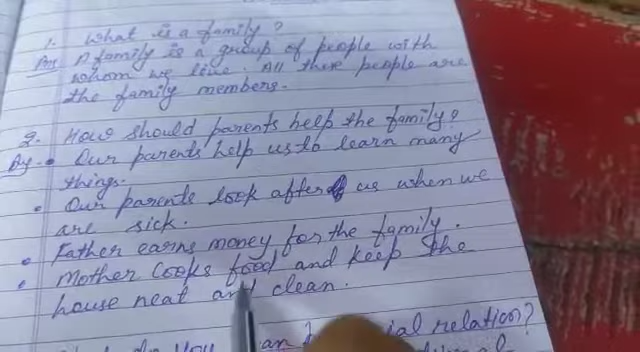 1. What is a family?
Ans A family is a group of people with
whom we live. All these people are
the family members.
2. How should parents help the family?
• Our parents help us to learn many
things.
• Our parents look after us when we
are sick.
• Father earns money for the family.
• Mother cooks food and keep the
house neat and clean.
you relation?